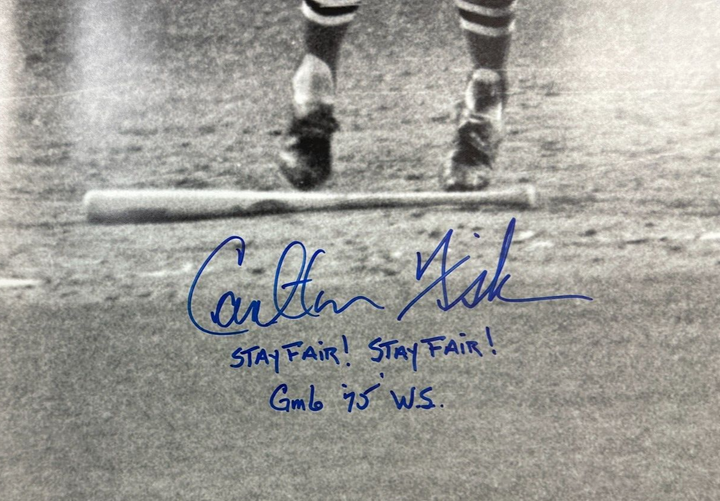 Carlton Fisk
STAY FAIR! STAY FAIR!
Gm6 '75' W.S.